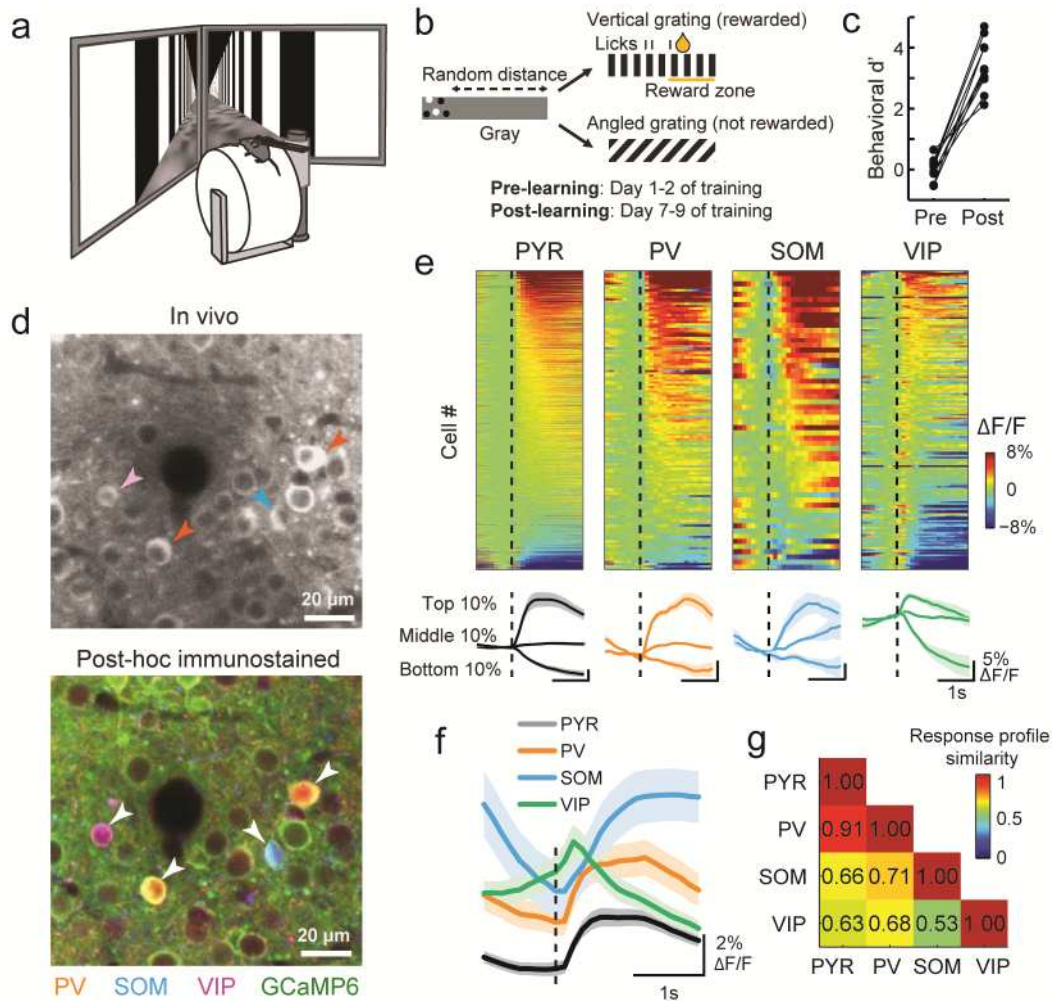 a
b
Vertical grating (rewarded)
Licks
Random distance
Reward zone
Gray
Angled grating (not rewarded)
Pre-learning: Day 1-2 of training
Post-learning: Day 7-9 of training
c
Behavioral d'
4
2
0
Pre Post
d
In vivo
20 µm
Post-hoc immunostained
20 µm
PV SOM VIP GCaMP6
e
PYR PV SOM VIP
Cell #
ΔF/F
8%
0
−8%
Top 10%
Middle 10%
Bottom 10%
5%
ΔF/F
1s
f
PYR
PV
SOM
VIP
2%
ΔF/F
1s
g
Response profile
similarity
1
0.5
0
PYR 1.00
PV 0.91 1.00
SOM 0.66 0.71 1.00
VIP 0.63 0.68 0.53 1.00
PYR PV SOM VIP